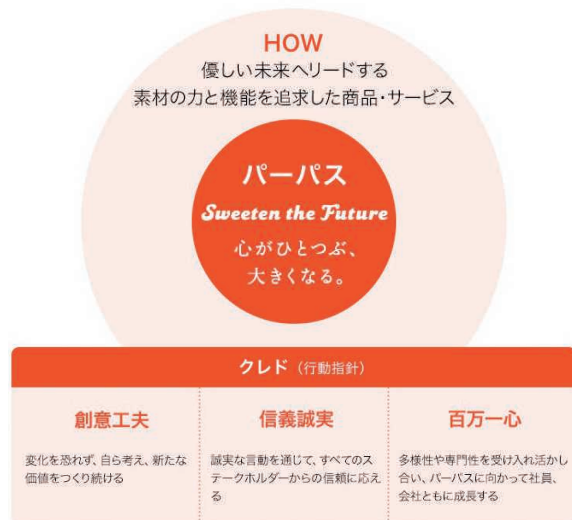 HOW
優しい未来へリードする
素材の力と機能を追求した商品・サービス
パーパス
Sweeten the Future
心がひとつぶ、
大きくなる。
クレド（行動指針）
創意工夫
変化を恐れず、自ら考え、新たな
価値をつくり続ける
信義誠実
誠実な言動を通じて、すべてのス
テークホルダーからの信頼に応え
る
百万一心
多様性や専門性を受け入れ活かし
合い、パーパスに向かって社員、
会社ともに成長する